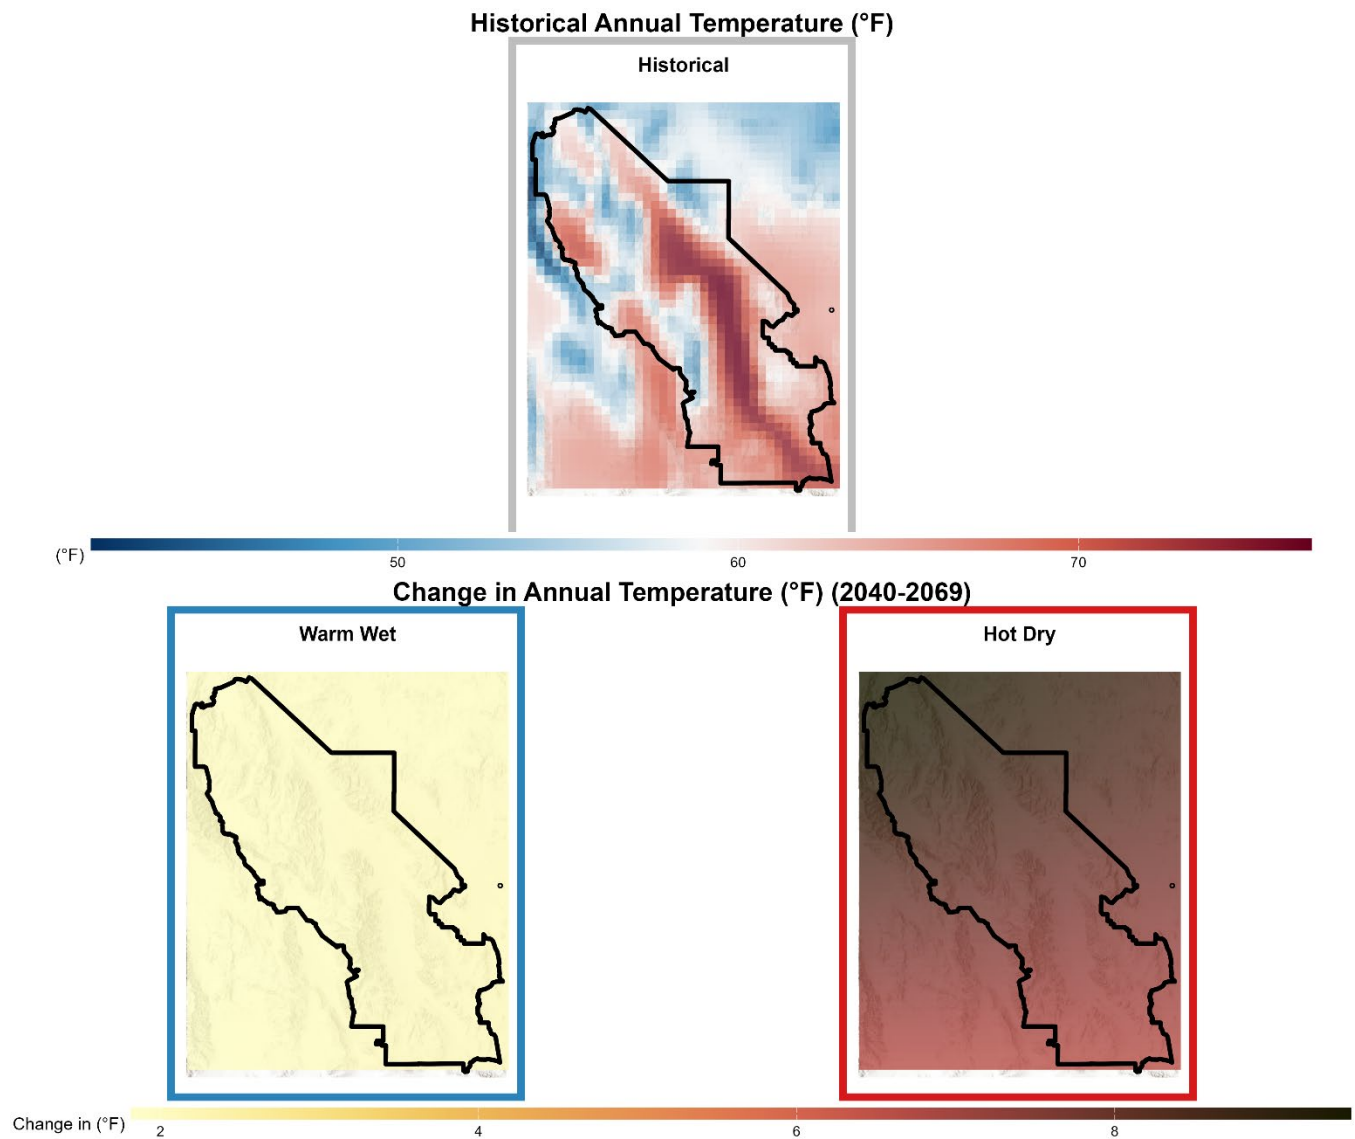 Historical Annual Temperature (°F)
Historical
(°F)
50 60 70
Change in Annual Temperature (°F) (2040-2069)
Warm Wet Hot Dry
Change in (°F)
2 4 6 8